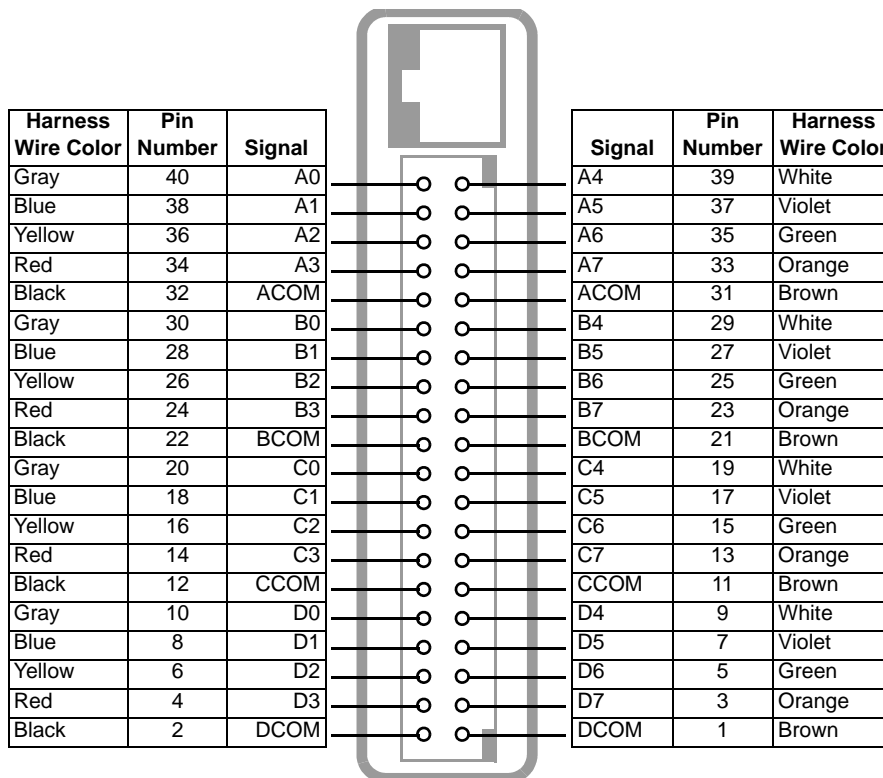 Harness Wire Color Pin Number Signal Signal Pin Number Harness Wire Color
Gray 40 A0 A4 39 White
Blue 38 A1 A5 37 Violet
Yellow 36 A2 A6 35 Green
Red 34 A3 A7 33 Orange
Black 32 ACOM ACOM 31 Brown
Gray 30 B0 B4 29 White
Blue 28 B1 B5 27 Violet
Yellow 26 B2 B6 25 Green
Red 24 B3 B7 23 Orange
Black 22 BCOM BCOM 21 Brown
Gray 20 C0 C4 19 White
Blue 18 C1 C5 17 Violet
Yellow 16 C2 C6 15 Green
Red 14 C3 C7 13 Orange
Black 12 CCOM CCOM 11 Brown
Gray 10 D0 D4 9 White
Blue 8 D1 D5 7 Violet
Yellow 6 D2 D6 5 Green
Red 4 D3 D7 3 Orange
Black 2 DCOM DCOM 1 Brown